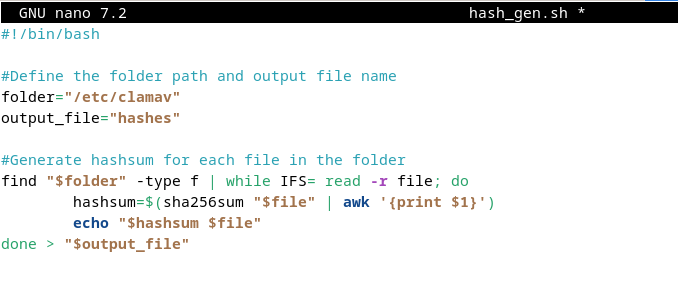 GNU nano 7.2 hash_gen.sh *
#!/bin/bash
#Define the folder path and output file name
folder="/etc/clamav"
output_file="hashes"
#Generate hashsum for each file in the folder
find "$folder" -type f | while IFS= read -r file; do
hashsum=$(sha256sum "$file" | awk '{print $1}')
echo "$hashsum $file"
done > "$output_file"